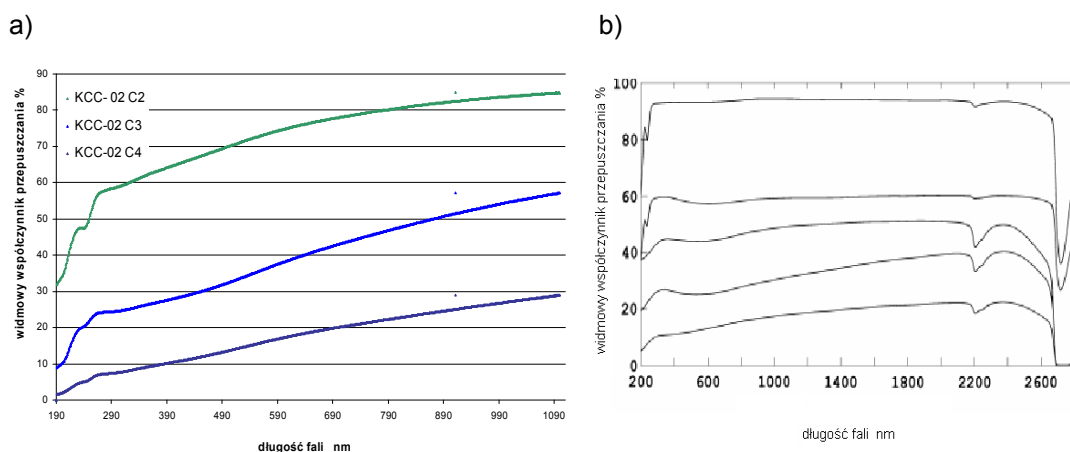 a)
widmowy współczynnik przepuszczania %
90
80
70
60
50
40
30
20
10
0
KCC- 02 C2
KCC-02 C3
KCC-02 C4
190 290 390 490 590 690 790 890 990 1090
długość fali nm
b)
widmowy współczynnik przepuszczania %
100
80
60
40
20
0
200 600 1000 1400 1800 2200 2600
długość fali nm